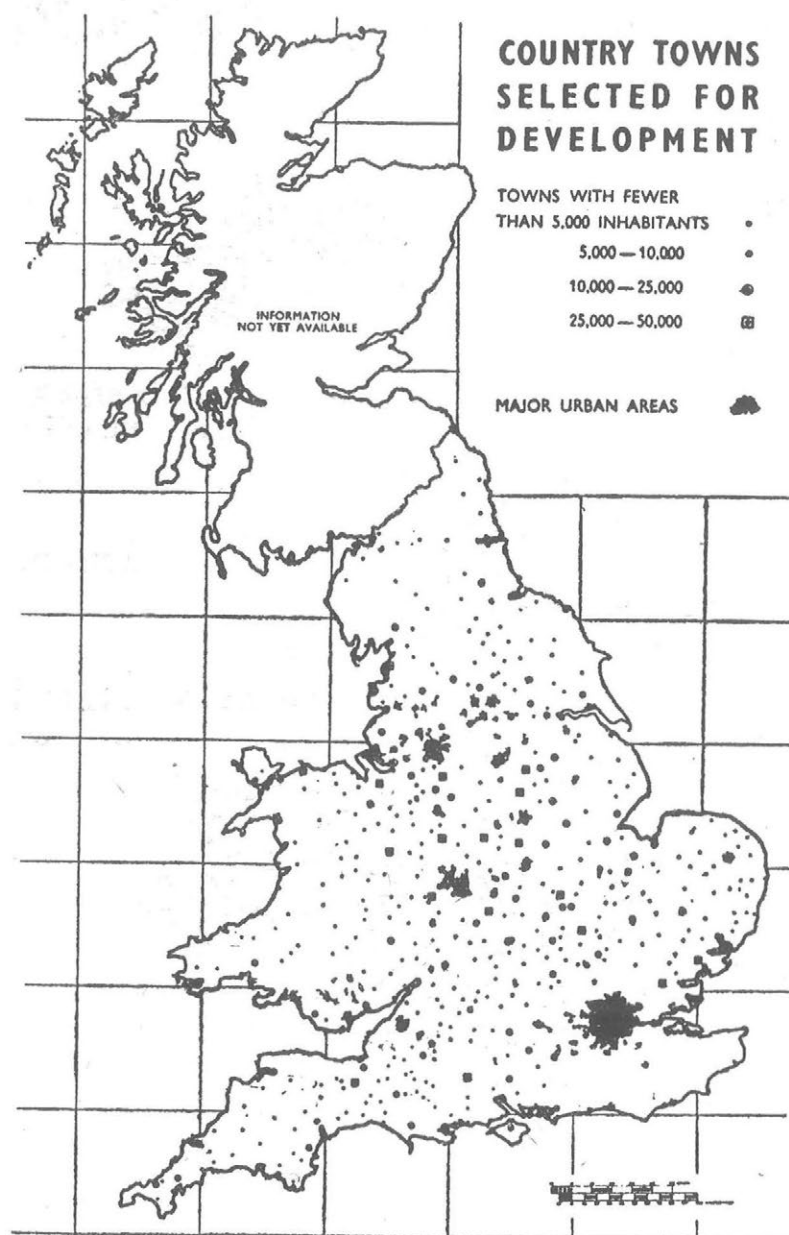 COUNTRY TOWNS
SELECTED FOR
DEVELOPMENT
TOWNS WITH FEWER
THAN 5,000 INHABITANTS
5,000 — 10,000
10,000 — 25,000
25,000 — 50,000
MAJOR URBAN AREAS
INFORMATION
NOT YET AVAILABLE